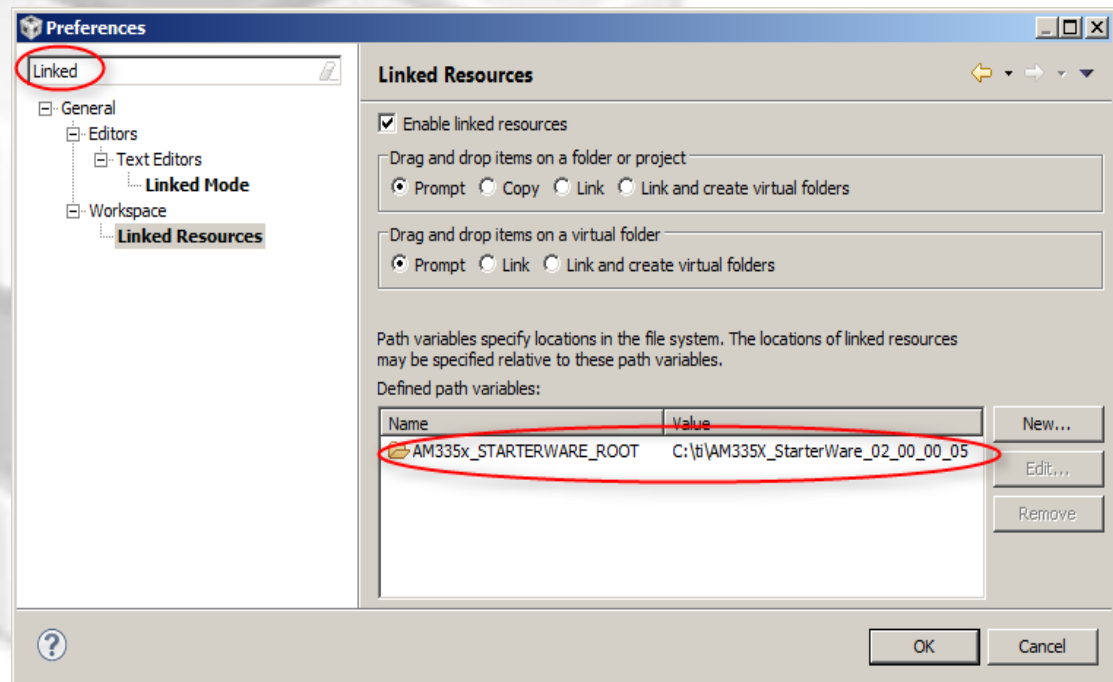 Preferences
Linked
General
Editors
Text Editors
Linked Mode
Workspace
Linked Resources
Linked Resources
Enable linked resources
Drag and drop items on a folder or project
Prompt Copy Link Link and create virtual folders
Drag and drop items on a virtual folder
Prompt Link Link and create virtual folders
Path variables specify locations in the file system. The locations of linked resources
may be specified relative to these path variables.
Defined path variables:
Name Value
AM335x_STARTERWARE_ROOT C:\ti\AM335X_StarterWare_02_00_00_05
New...
Edit...
Remove
OK Cancel